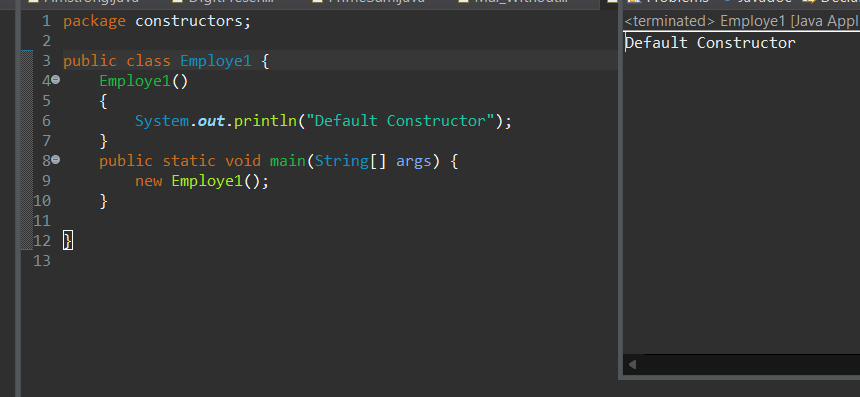 1 package constructors;
2
3 public class Employe1 {
4 Employe1()
5 {
6 System.out.println("Default Constructor");
7 }
8 public static void main(String[] args) {
9 new Employe1();
10 }
11
12 }
13
<terminated> Employe1 [Java Appl
Default Constructor